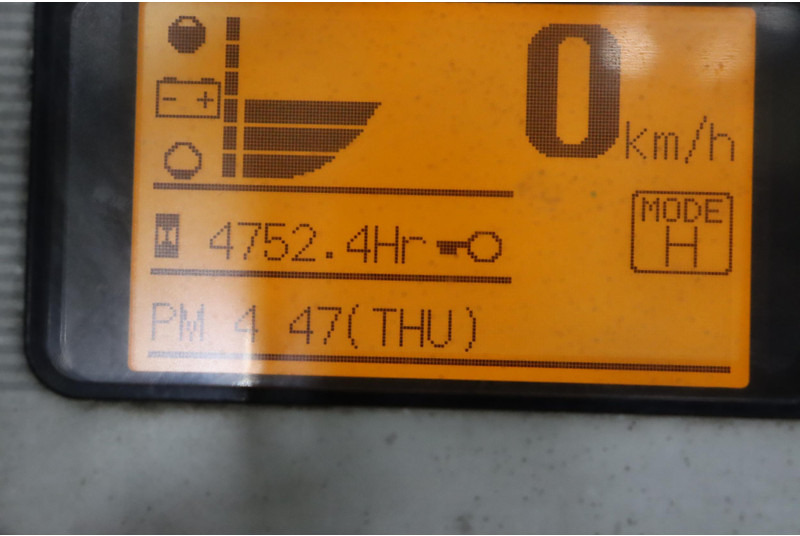 0 km/h
MODE
H
4752.4Hr
PM 4 47(THU)